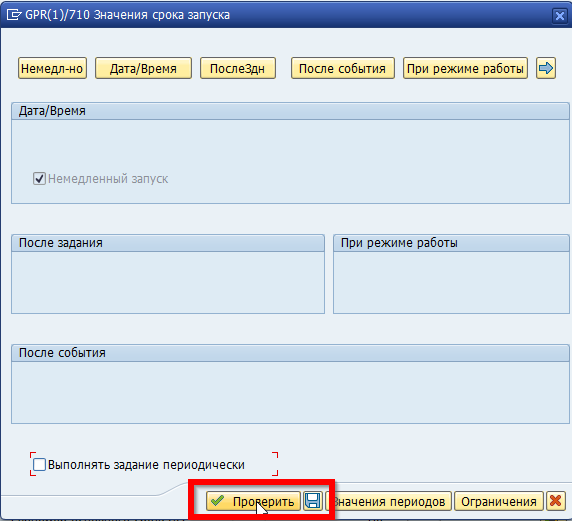 GPR(1)/710 Значения срока запуска
Немедл-но Дата/Время ПослеЗдн После события При режиме работы
Дата/Время
Немедленный запуск
После задания При режиме работы
После события
Выполнять задание периодически
Проверить Значения периодов Ограничения